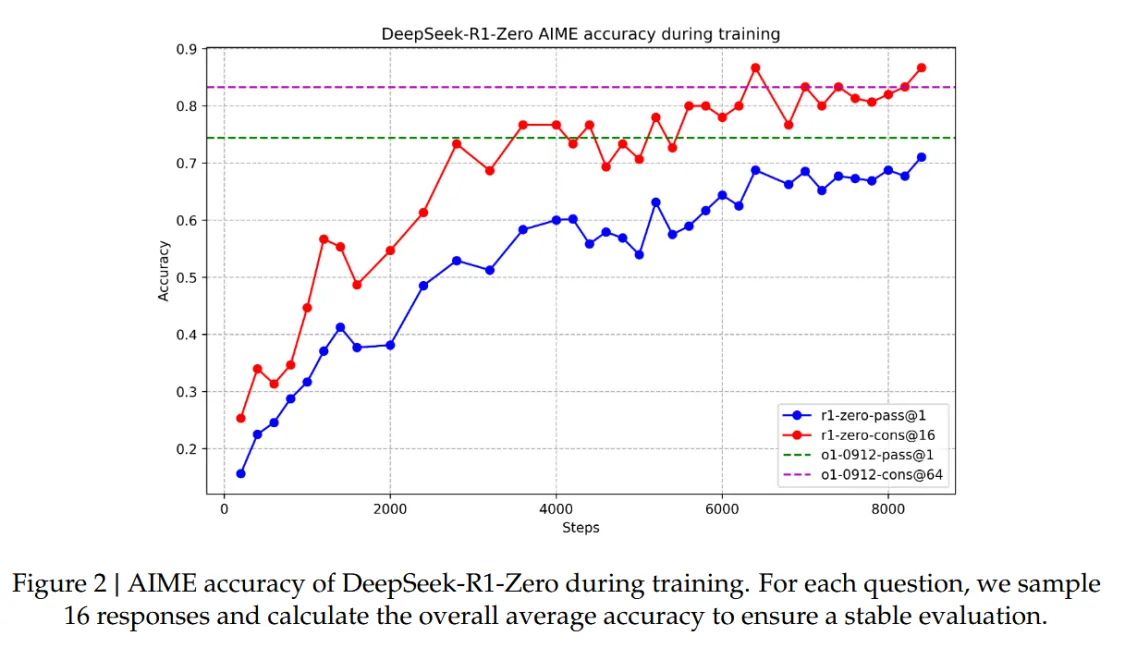 DeepSeek-R1-Zero AIME accuracy during training
0.9
0.8
0.7
0.6
0.5
0.4
0.3
0.2
Accuracy
0 2000 4000 6000 8000
Steps
r1-zero-pass@1
r1-zero-cons@16
o1-0912-pass@1
o1-0912-cons@64
Figure 2 | AIME accuracy of DeepSeek-R1-Zero during training. For each question, we sample
16 responses and calculate the overall average accuracy to ensure a stable evaluation.